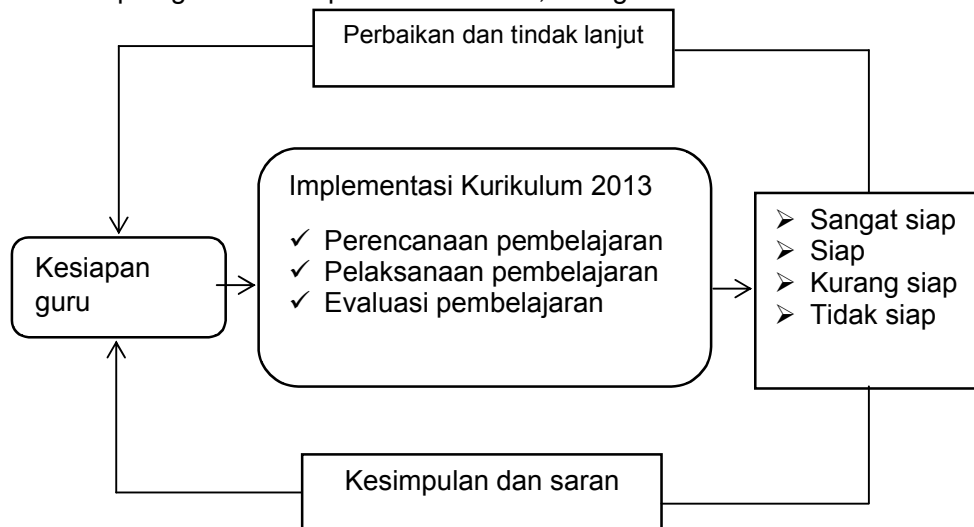 Perbaikan dan tindak lanjut
Implementasi Kurikulum 2013
✓ Perencanaan pembelajaran
✓ Pelaksanaan pembelajaran
✓ Evaluasi pembelajaran
Kesiapan
guru
➢ Sangat siap
➢ Siap
➢ Kurang siap
➢ Tidak siap
Kesimpulan dan saran